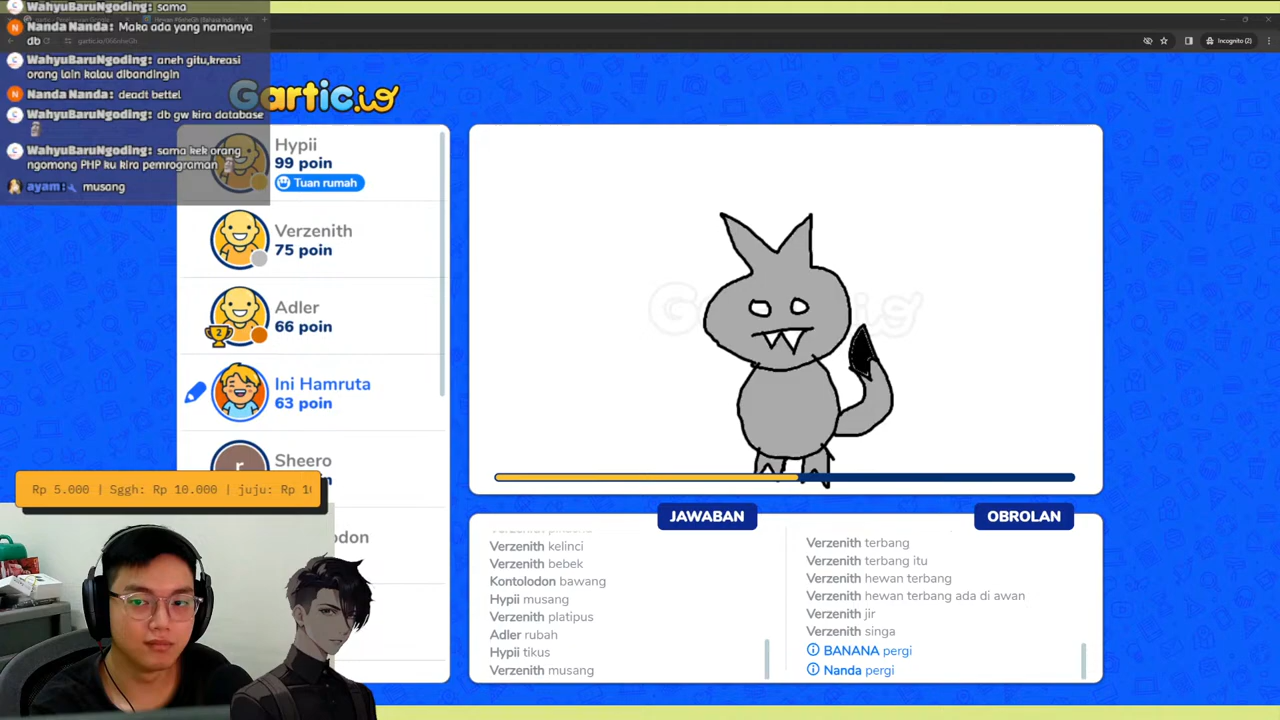 WahyuBaruNgoding: sama
Nanda Nanda: Maka ada yang namanya
db
WahyuBaruNgoding: aneh gitu,kreasi
orang lain kalau dibandingin
Nanda Nanda: deadt bettel
WahyuBaruNgoding: db gw kira database
WahyuBaruNgoding: sama kek orang
ngomong PHP ku kira pemrograman
ayam: musang
Incognito (2)
Gartic.io
Hypii
99 poin
Tuan rumah
Verzenith
75 poin
Adler
2
66 poin
Ini Hamruta
63 poin
Sheero
Rp 5.000 | Sggh: Rp 10.000 | juju: Rp 10
JAWABAN
Verzenith kelinci
Verzenith bebek
Kontolodon bawang
Hypii musang
Verzenith platipus
Adler rubah
Hypii tikus
Verzenith musang
OBROLAN
Verzenith terbang
Verzenith terbang itu
Verzenith hewan terbang
Verzenith hewan terbang ada di awan
Verzenith jir
Verzenith singa
BANANA pergi
Nanda pergi